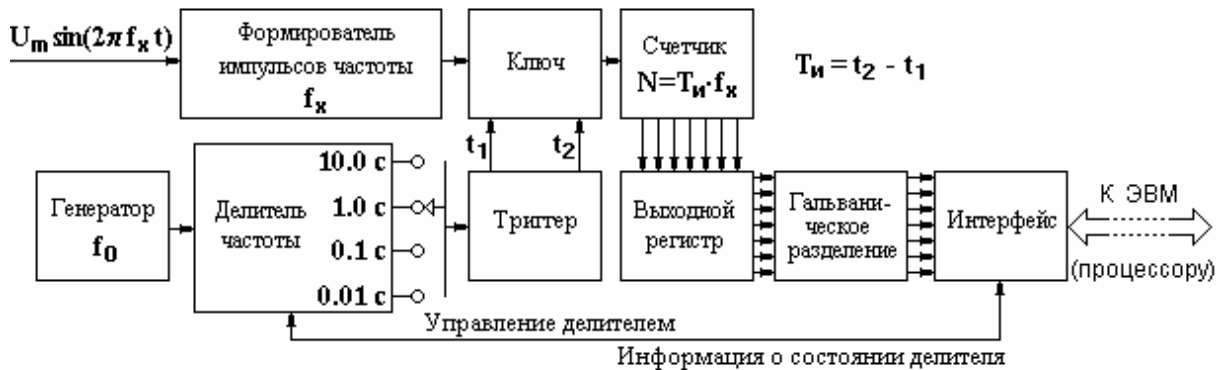 U_m sin(2π f_x t)
Формирователь
импульсов частоты
f_x
Ключ
Счетчик
N=T_и·f_x
T_и = t_2 - t_1
t_1
t_2
Генератор
f_0
Делитель
частоты
10.0 с
1.0 с
0.1 с
0.01 с
Триггер
Выходной
регистр
Гальвани-
ческое
разделение
Интерфейс
К ЭВМ
(процессору)
Управление делителем
Информация о состоянии делителя